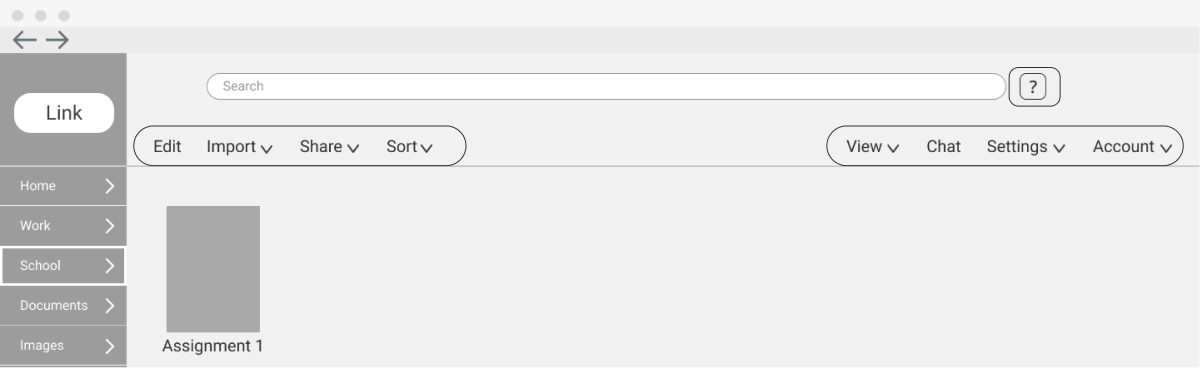 Search
?
Link
Edit Import Share Sort
View Chat Settings Account
Home
Work
School
Documents
Images
Assignment 1